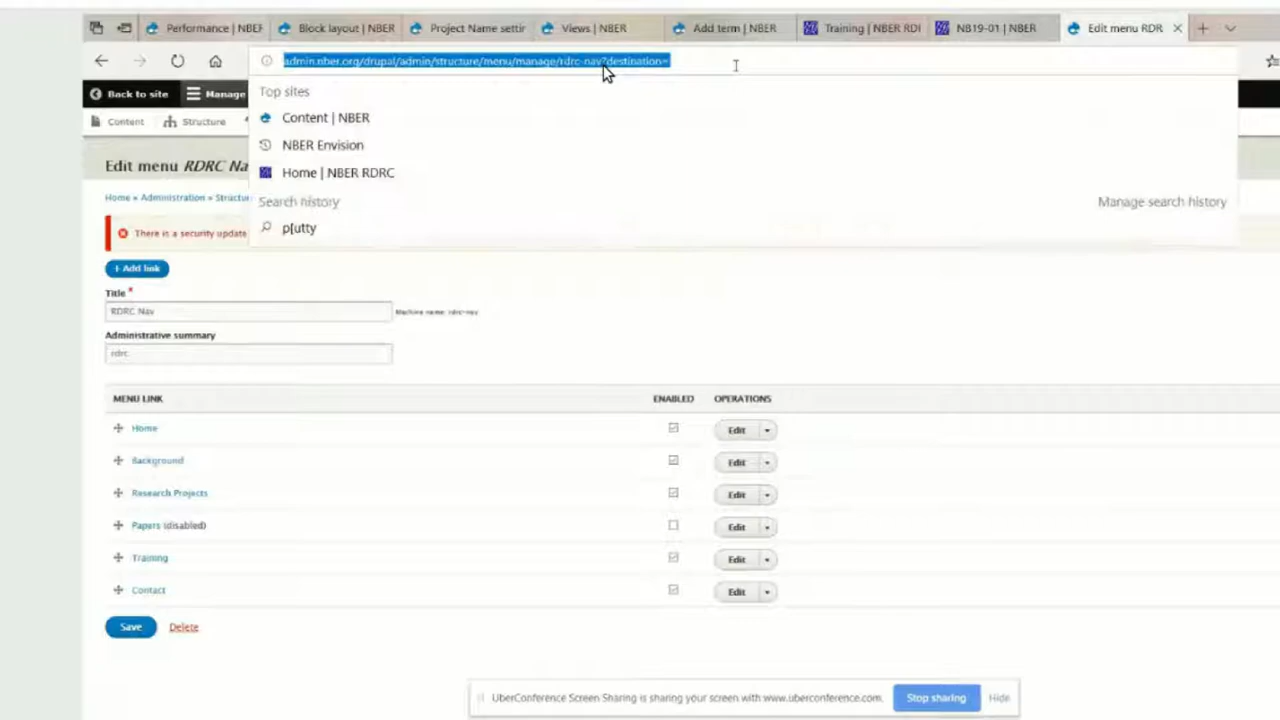 Performance | NBER
Block layout | NBER
Project Name settir
Views | NBER
Add term | NBER
Training | NBER RDI
NB19-01 | NBER
Edit menu RDR
admin.nber.org/drupal/admin/structure/menu/manage/rdrc-nav?destination=
Top sites
Content | NBER
NBER Envision
Home | NBER RDRC
Search history
Manage search history
p[utty
Back to site
Manage
Content
Structure
Edit menu RDRC Na
Home » Administration » Structure
There is a security update
+ Add link
Title *
RDRC Nav
Machine name: rdrc-nav
Administrative summary
rdrc
MENU LINK ENABLED OPERATIONS
Home Edit
Background Edit
Research Projects Edit
Papers (disabled) Edit
Training Edit
Contact Edit
Save Delete
UberConference Screen Sharing is sharing your screen with www.uberconference.com. Stop sharing Hide